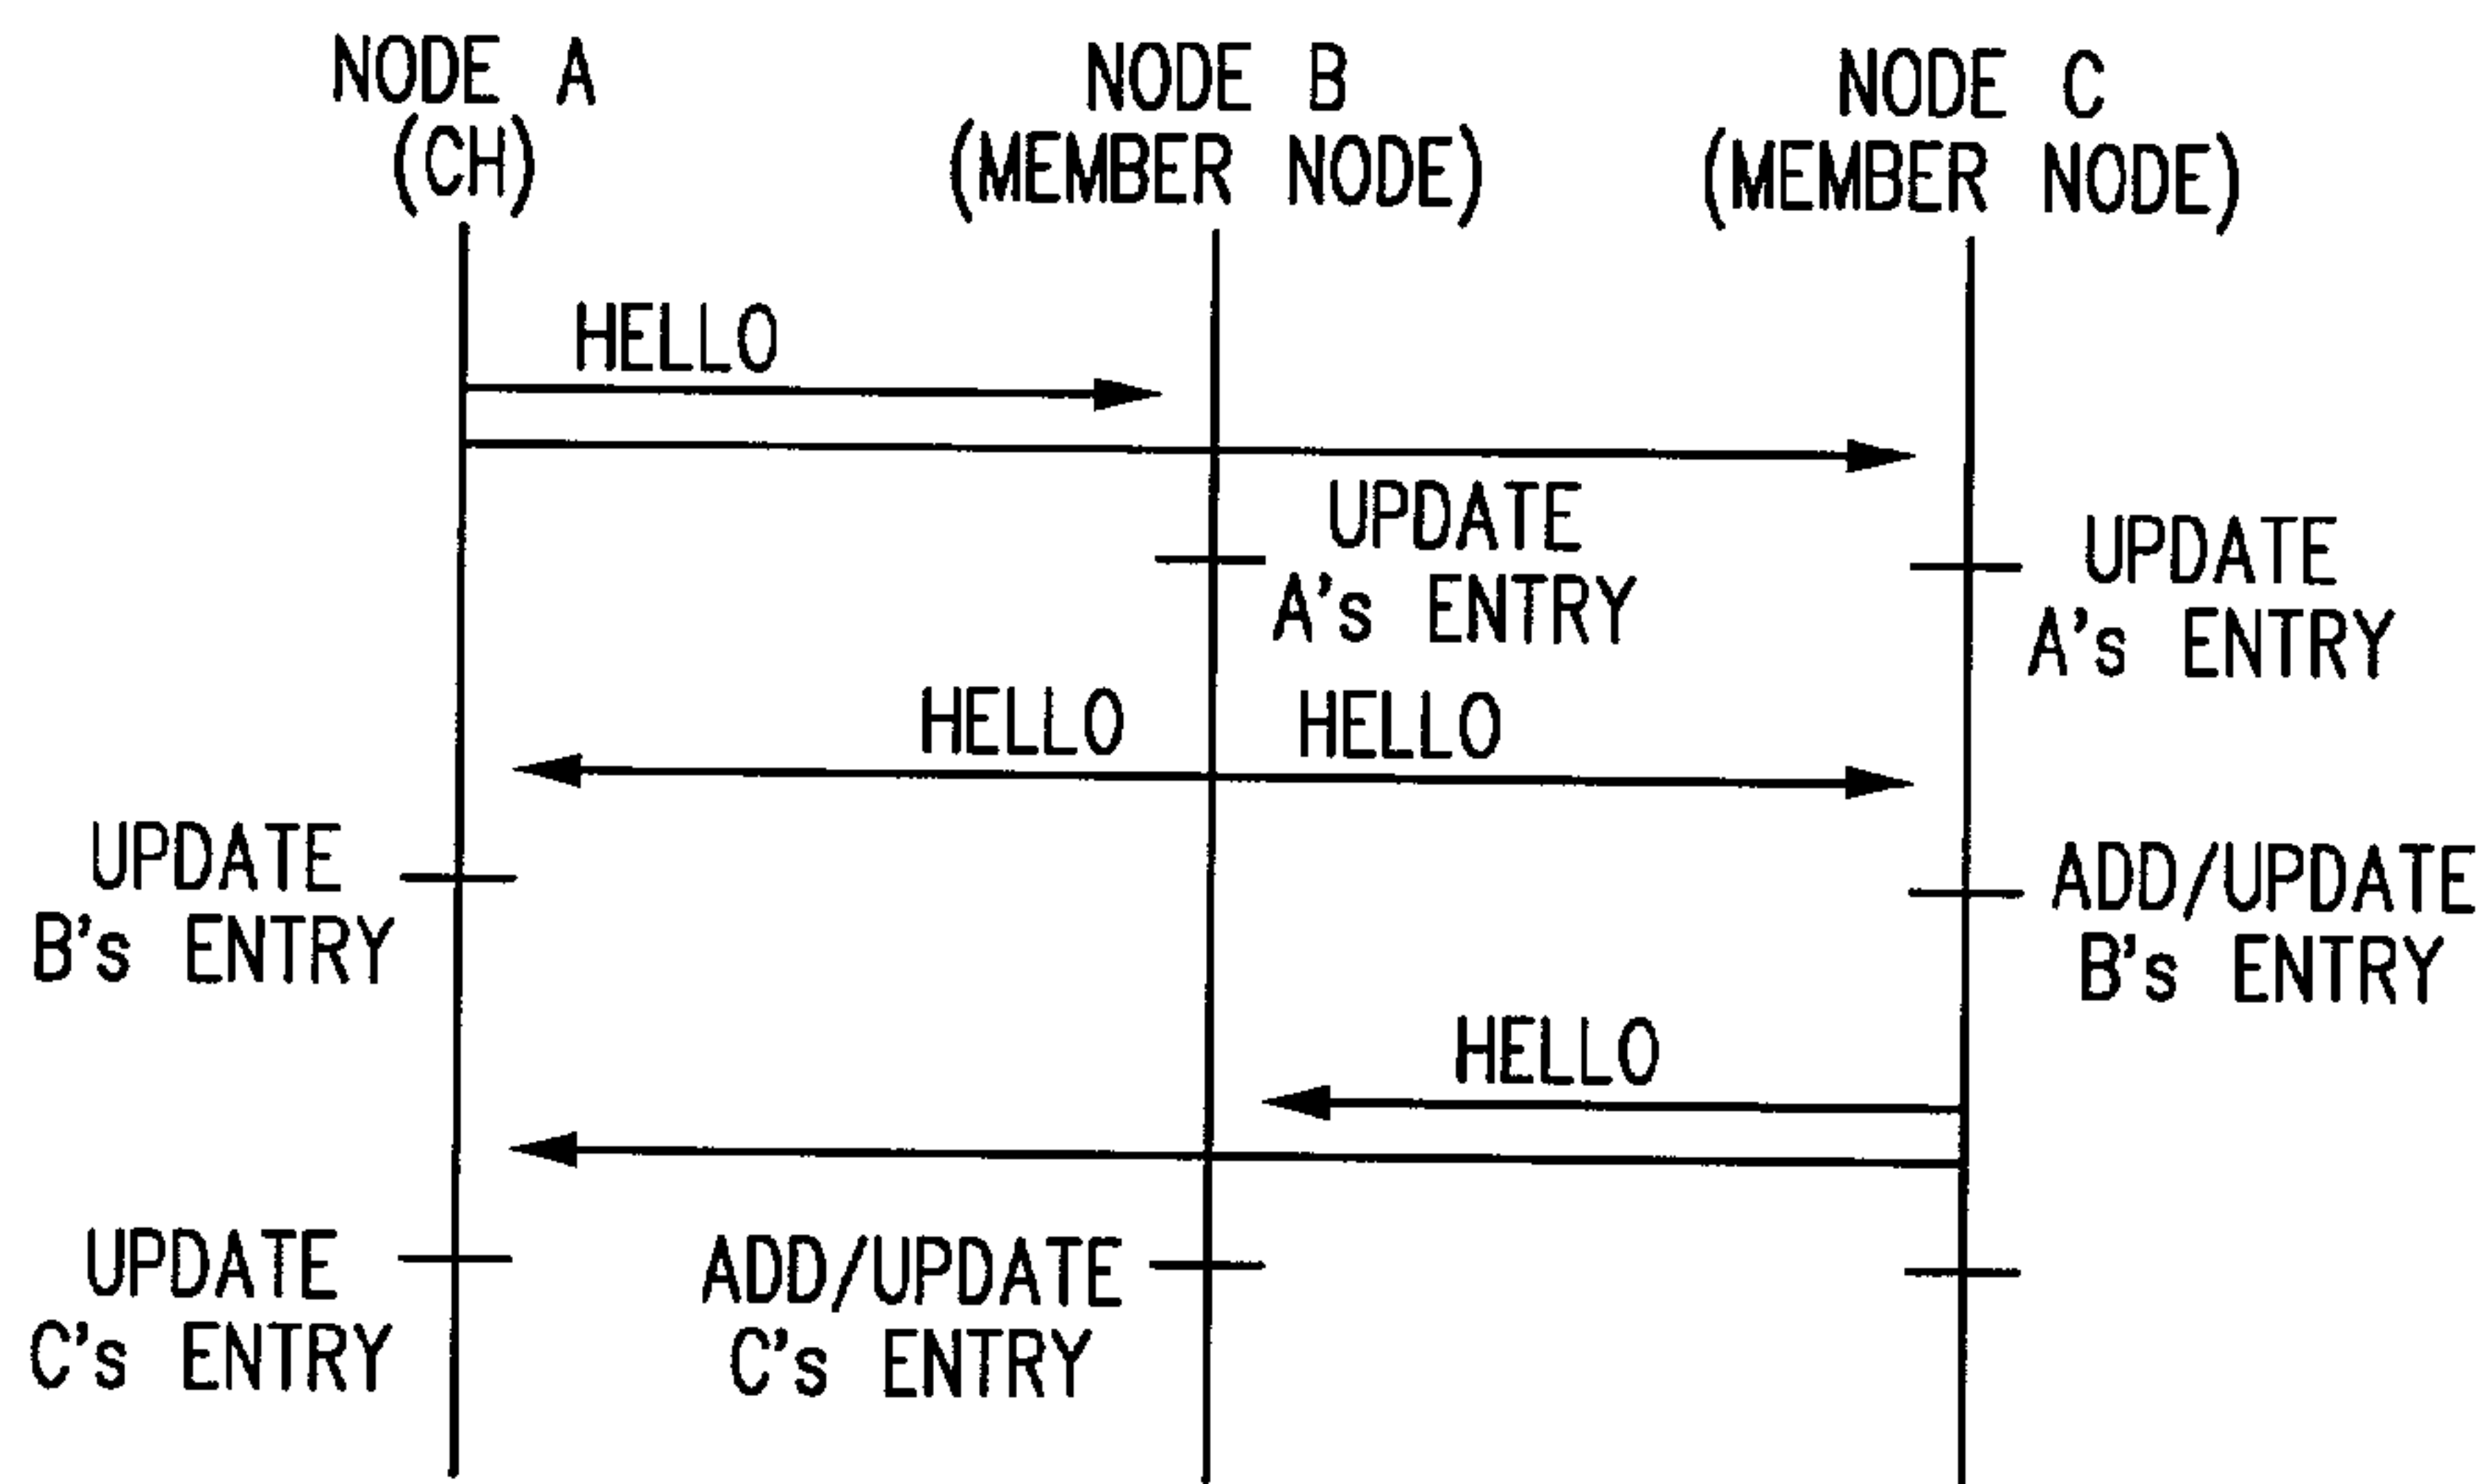 NODE A
(CH)
NODE B
(MEMBER NODE)
NODE C
(MEMBER NODE)
HELLO
UPDATE
A's ENTRY
UPDATE
A's ENTRY
HELLO
HELLO
UPDATE
B's ENTRY
ADD/UPDATE
B's ENTRY
HELLO
UPDATE
C's ENTRY
ADD/UPDATE
C's ENTRY